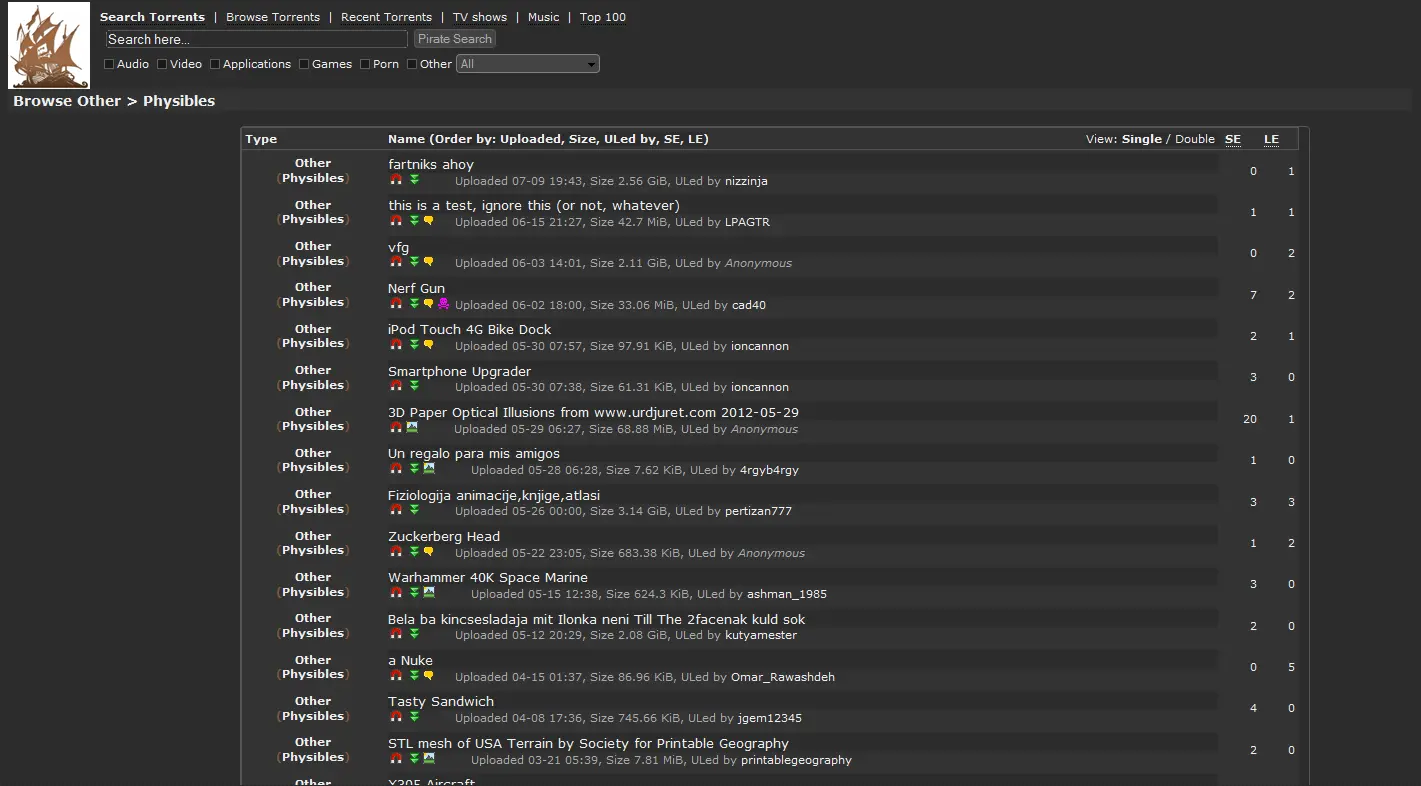 Search Torrents | Browse Torrents | Recent Torrents | TV shows | Music | Top 100
Search here... Pirate Search
Audio Video Applications Games Porn Other All
Browse Other > Physibles
Type Name (Order by: Uploaded, Size, ULed by, SE, LE) View: Single / Double SE LE
Other fartniks ahoy
(Physibles) Uploaded 07-09 19:43, Size 2.56 GiB, ULed by nizzinja 0 1
Other this is a test, ignore this (or not, whatever)
(Physibles) Uploaded 06-15 21:27, Size 42.7 MiB, ULed by LPAGTR 1 1
Other vfg
(Physibles) Uploaded 06-03 14:01, Size 2.11 GiB, ULed by Anonymous 0 2
Other Nerf Gun
(Physibles) Uploaded 06-02 18:00, Size 33.06 MiB, ULed by cad40 7 2
Other iPod Touch 4G Bike Dock
(Physibles) Uploaded 05-30 07:57, Size 97.91 KiB, ULed by ioncannon 2 1
Other Smartphone Upgrader
(Physibles) Uploaded 05-30 07:38, Size 61.31 KiB, ULed by ioncannon 3 0
Other 3D Paper Optical Illusions from www.urdjuret.com 2012-05-29
(Physibles) Uploaded 05-29 06:27, Size 68.88 MiB, ULed by Anonymous 20 1
Other Un regalo para mis amigos
(Physibles) Uploaded 05-28 06:28, Size 7.62 KiB, ULed by 4rgyb4rgy 1 0
Other Fiziologija animacije,knjige,atlasi
(Physibles) Uploaded 05-26 00:00, Size 3.14 GiB, ULed by pertizan777 3 3
Other Zuckerberg Head
(Physibles) Uploaded 05-22 23:05, Size 683.38 KiB, ULed by Anonymous 1 2
Other Warhammer 40K Space Marine
(Physibles) Uploaded 05-15 12:38, Size 624.3 KiB, ULed by ashman_1985 3 0
Other Bela ba kincsesladaja mit Ilonka neni Till The 2facenak kuld sok
(Physibles) Uploaded 05-12 20:29, Size 2.08 GiB, ULed by kutyamester 2 0
Other a Nuke
(Physibles) Uploaded 04-15 01:37, Size 86.96 KiB, ULed by Omar_Rawashdeh 0 5
Other Tasty Sandwich
(Physibles) Uploaded 04-08 17:36, Size 745.66 KiB, ULed by jgem12345 4 0
Other STL mesh of USA Terrain by Society for Printable Geography
(Physibles) Uploaded 03-21 05:39, Size 7.81 MiB, ULed by printablegeography 2 0
Other Aircraft